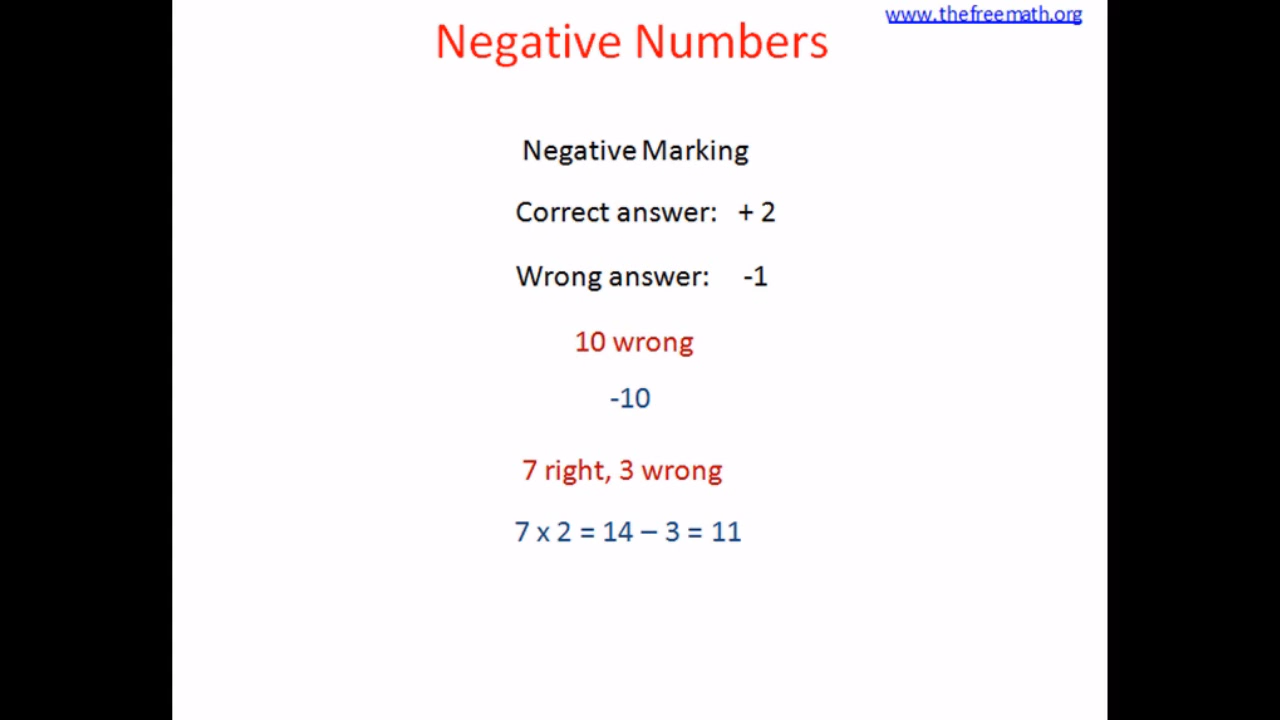 www.thefreemath.org
Negative Numbers
Negative Marking
Correct answer: + 2
Wrong answer: -1
10 wrong
-10
7 right, 3 wrong
7 x 2 = 14 – 3 = 11